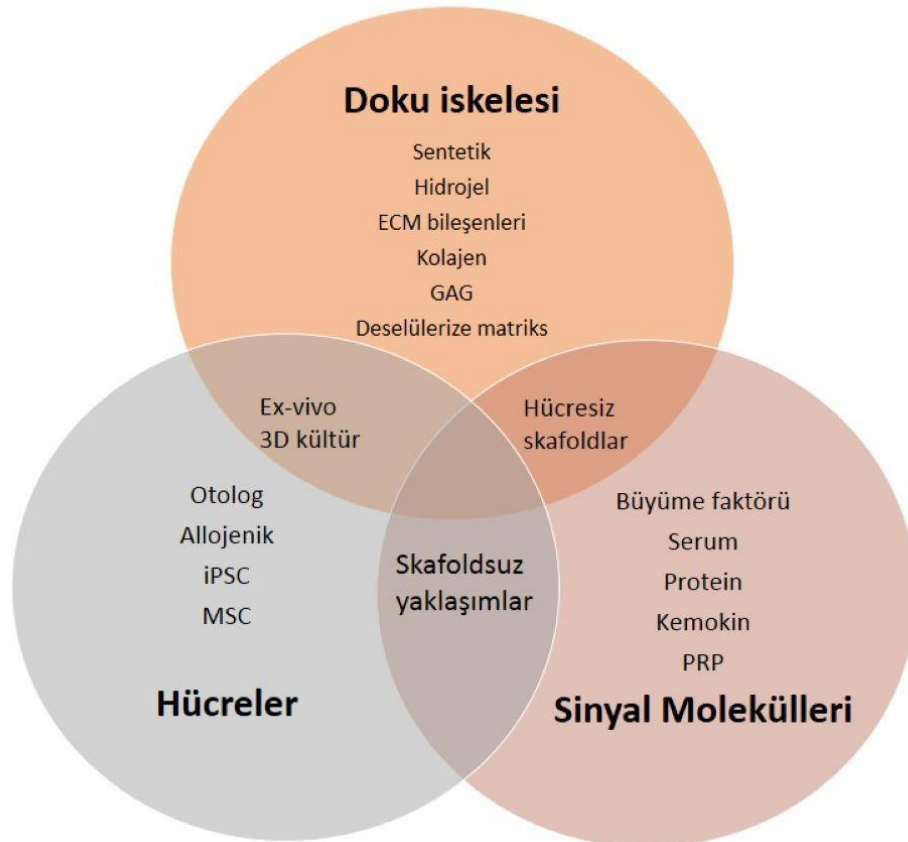 Doku iskelesi
Sentetik
Hidrojel
ECM bileşenleri
Kolajen
GAG
Deselülerize matriks
Ex-vivo
3D kültür
Hücresiz
skafoldlar
Otolog
Allojenik
iPSC
MSC
Hücreler
Skafoldsuz
yaklaşımlar
Büyüme faktörü
Serum
Protein
Kemokin
PRP
Sinyal Molekülleri